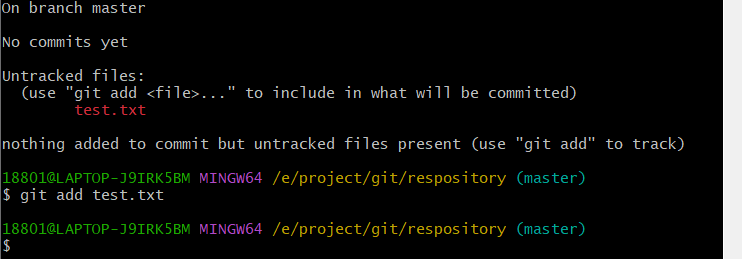 On branch master
No commits yet
Untracked files:
(use "git add <file>..." to include in what will be committed)
test.txt
nothing added to commit but untracked files present (use "git add" to track)
18801@LAPTOP-J9IRK5BM MINGW64 /e/project/git/respository (master)
$ git add test.txt
18801@LAPTOP-J9IRK5BM MINGW64 /e/project/git/respository (master)
$